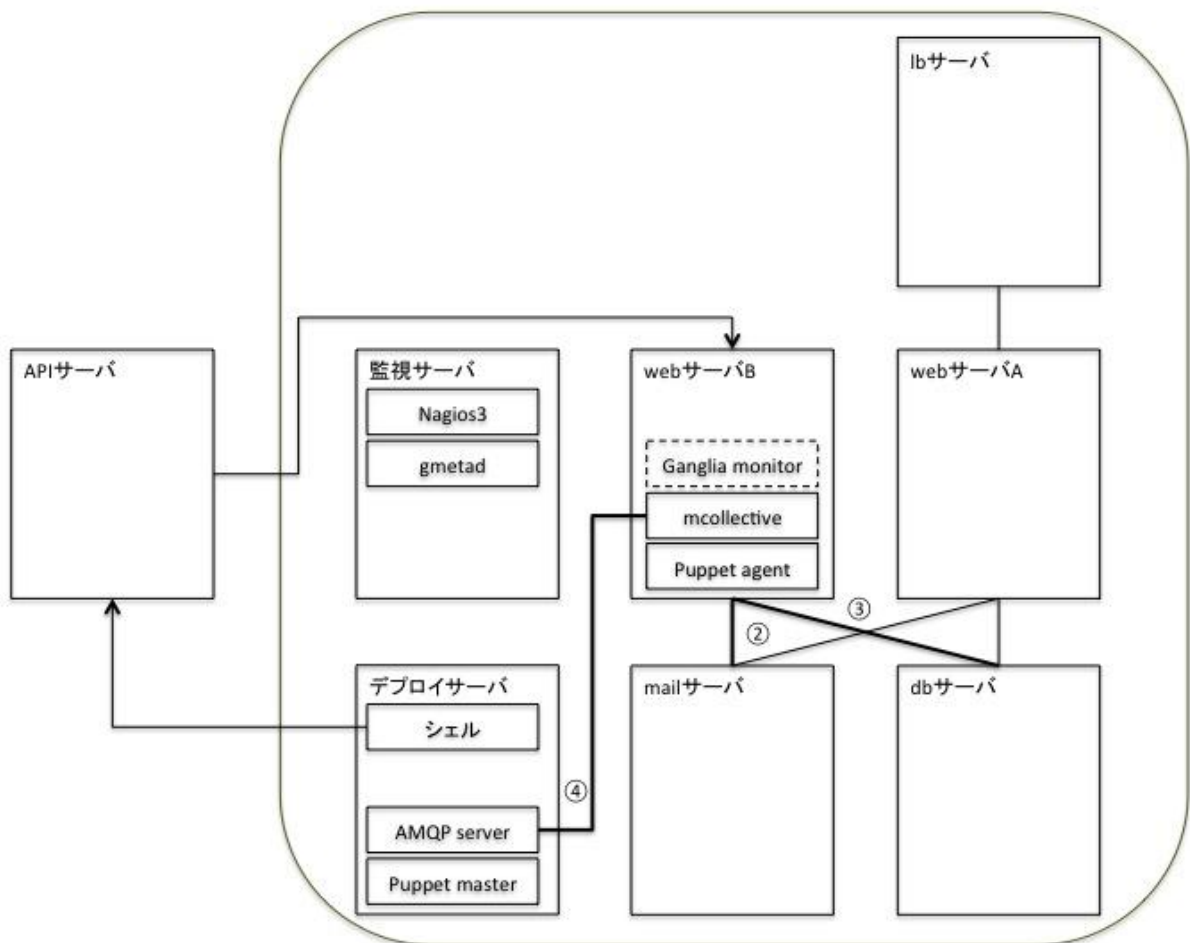 lbサーバ
APIサーバ
監視サーバ
Nagios3
gmetad
webサーバB
Ganglia monitor
mcollective
Puppet agent
webサーバA
②
③
デプロイサーバ
シェル
AMQP server
Puppet master
④
mailサーバ
dbサーバ